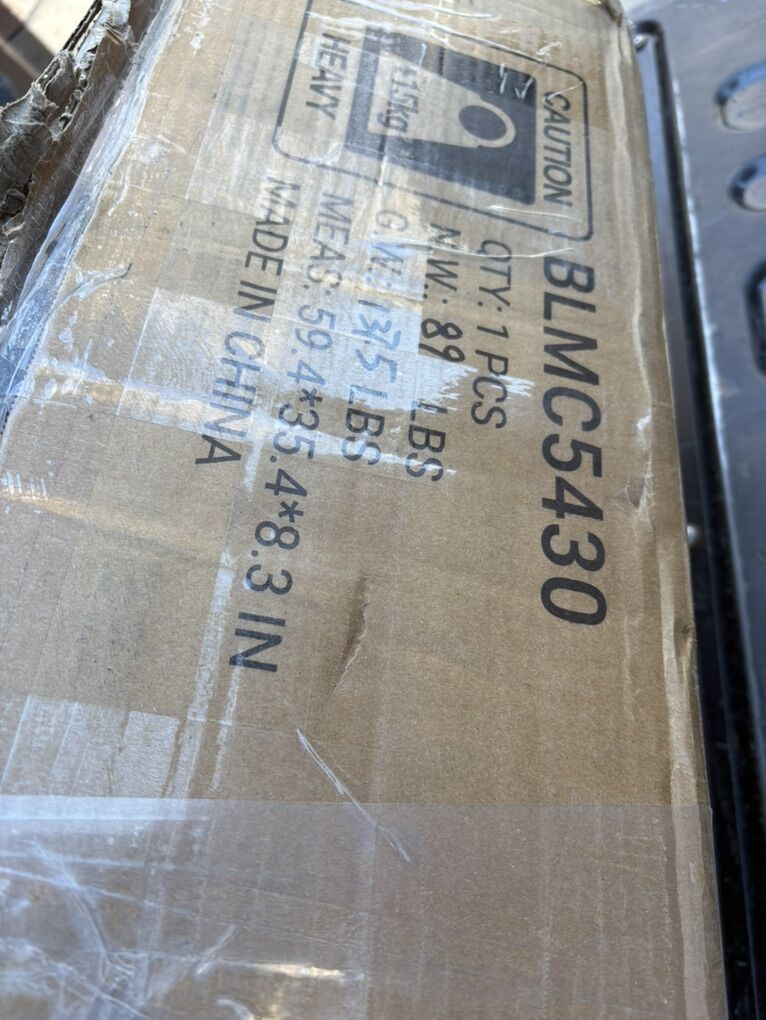 CAUTION
>15kg
HEAVY
BLMC5430
QTY: 1 PCS
N.W.: 89 LBS
G.W.: 137.5 LBS
MEAS: 59.4*35.4*8.3 IN
MADE IN CHINA